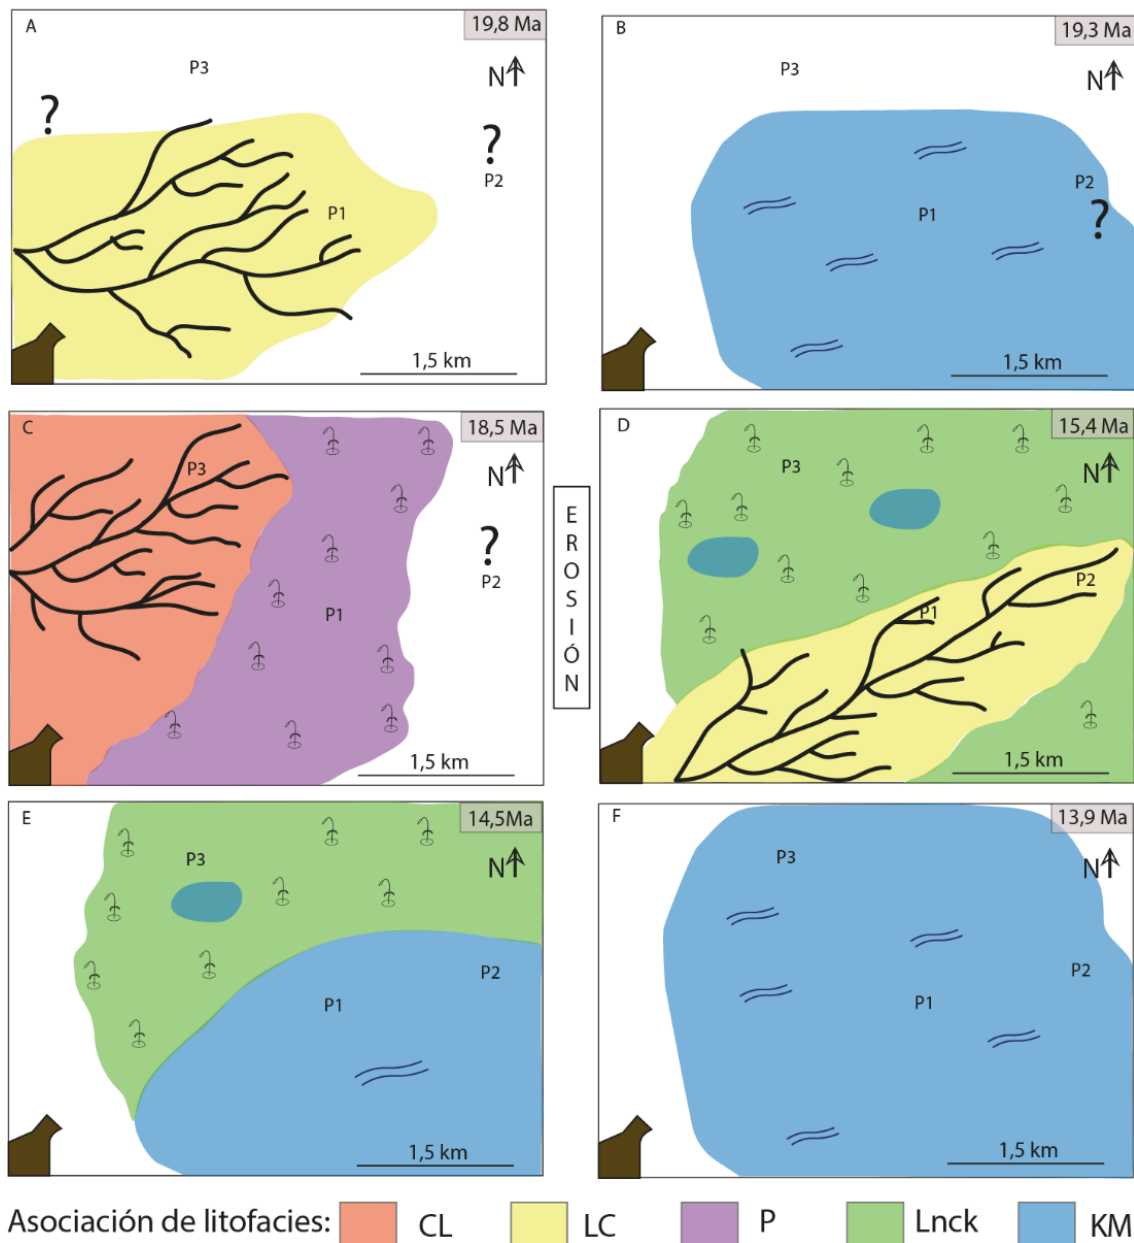 A
19,8 Ma
P3
N
?
?
P2
P1
1,5 km
B
19,3 Ma
P3
N
P2
P1
?
1,5 km
C
18,5 Ma
P3
N
?
P2
P1
1,5 km
EROSIÓN
D
15,4 Ma
P3
N
P2
P1
1,5 km
E
14,5 Ma
P3
N
P2
P1
1,5 km
F
13,9 Ma
P3
N
P2
P1
1,5 km
Asociación de litofacies: CL LC P Lnck KM